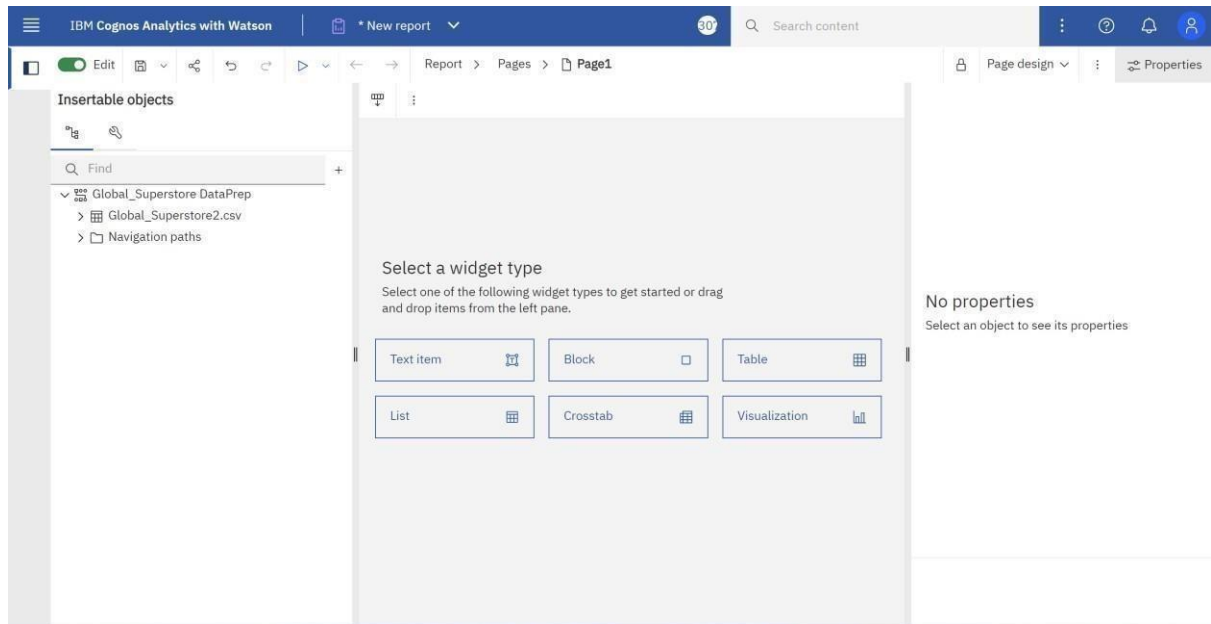 IBM Cognos Analytics with Watson
* New report
Search content
Edit
Report > Pages > Page1
Page design
Properties
Insertable objects
Find
Global_Superstore DataPrep
Global_Superstore2.csv
Navigation paths
Select a widget type
Select one of the following widget types to get started or drag
and drop items from the left pane.
Text item
Block
Table
List
Crosstab
Visualization
No properties
Select an object to see its properties